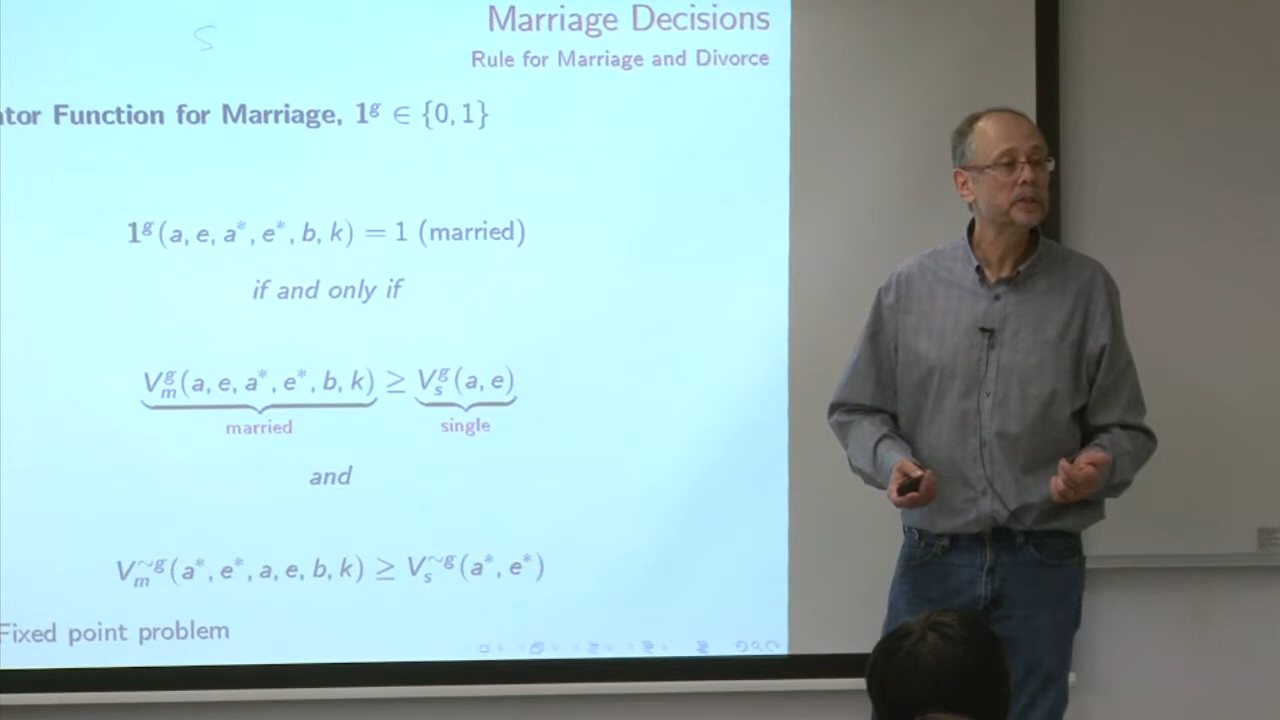 S
Marriage Decisions
Rule for Marriage and Divorce
tor Function for Marriage, 1^g ∈ {0, 1}
1^g(a, e, a*, e*, b, k) = 1 (married)
if and only if
V_m^g(a, e, a*, e*, b, k) ≥ V_s^g(a, e)
married single
and
V_m^~g(a*, e*, a, e, b, k) ≥ V_s^~g(a*, e*)
Fixed point problem